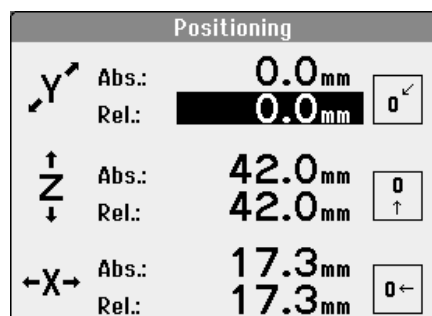 Positioning
Y Abs.: 0.0mm 0↙
Rel.: 0.0mm
Z Abs.: 42.0mm 0
Rel.: 42.0mm ↑
←X→ Abs.: 17.3mm 0←
Rel.: 17.3mm